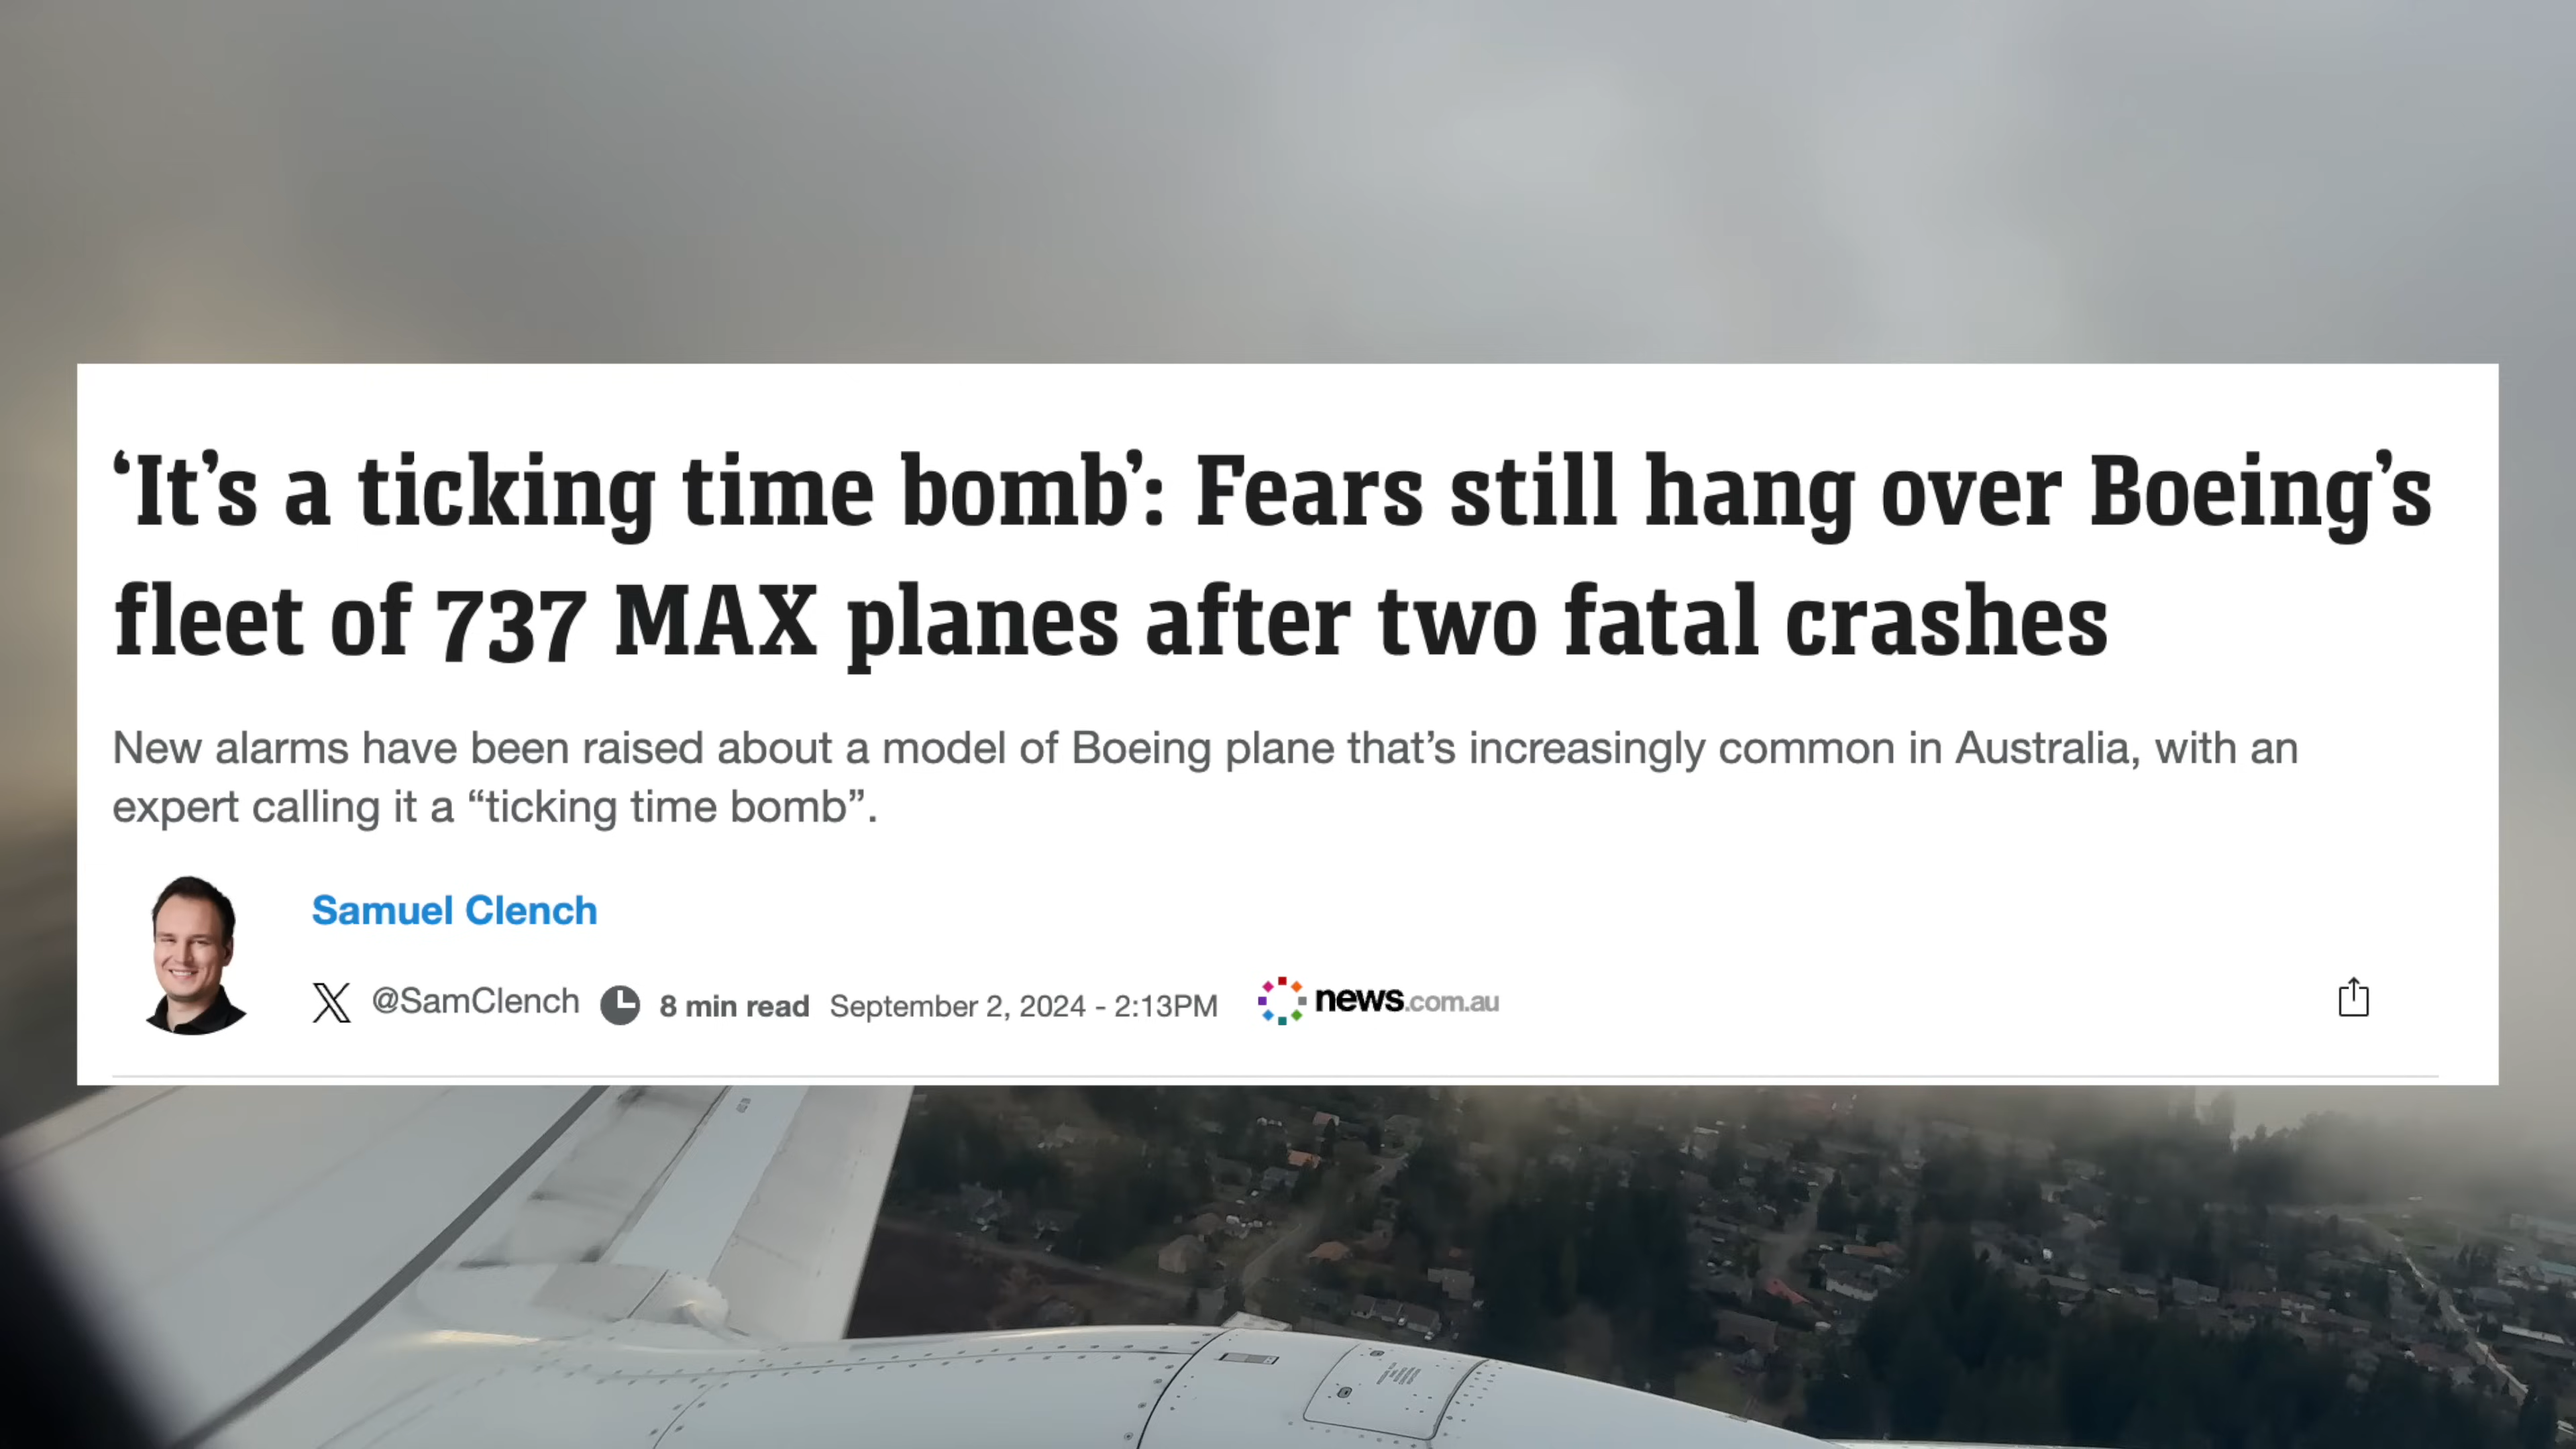 ‘It’s a ticking time bomb’: Fears still hang over Boeing’s
fleet of 737 MAX planes after two fatal crashes
New alarms have been raised about a model of Boeing plane that’s increasingly common in Australia, with an
expert calling it a “ticking time bomb”.
Samuel Clench
@SamClench 8 min read September 2, 2024 - 2:13PM news.com.au